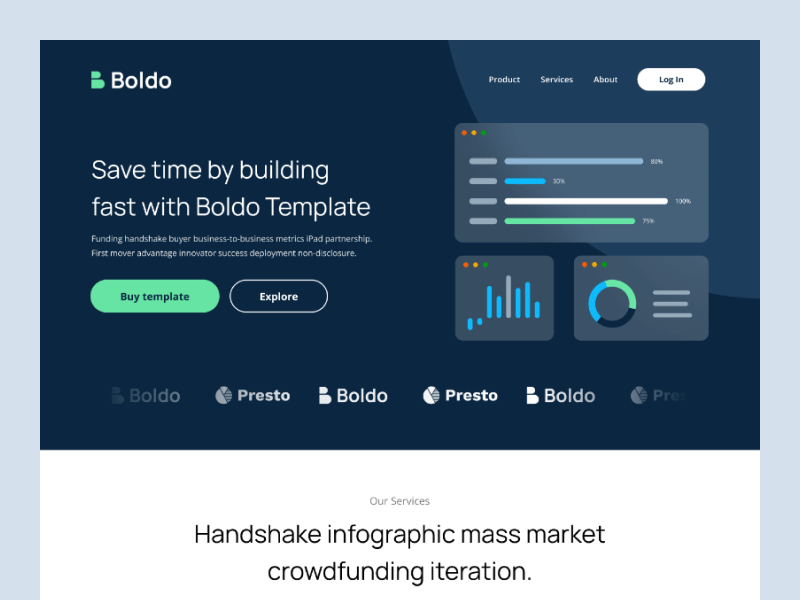 Boldo
Product Services About Log In
Save time by building
fast with Boldo Template
Funding handshake buyer business-to-business metrics iPad partnership.
First mover advantage innovator success deployment non-disclosure.
Buy template Explore
80%
30%
100%
75%
Boldo Presto Boldo Presto Boldo Pres
Our Services
Handshake infographic mass market
crowdfunding iteration.